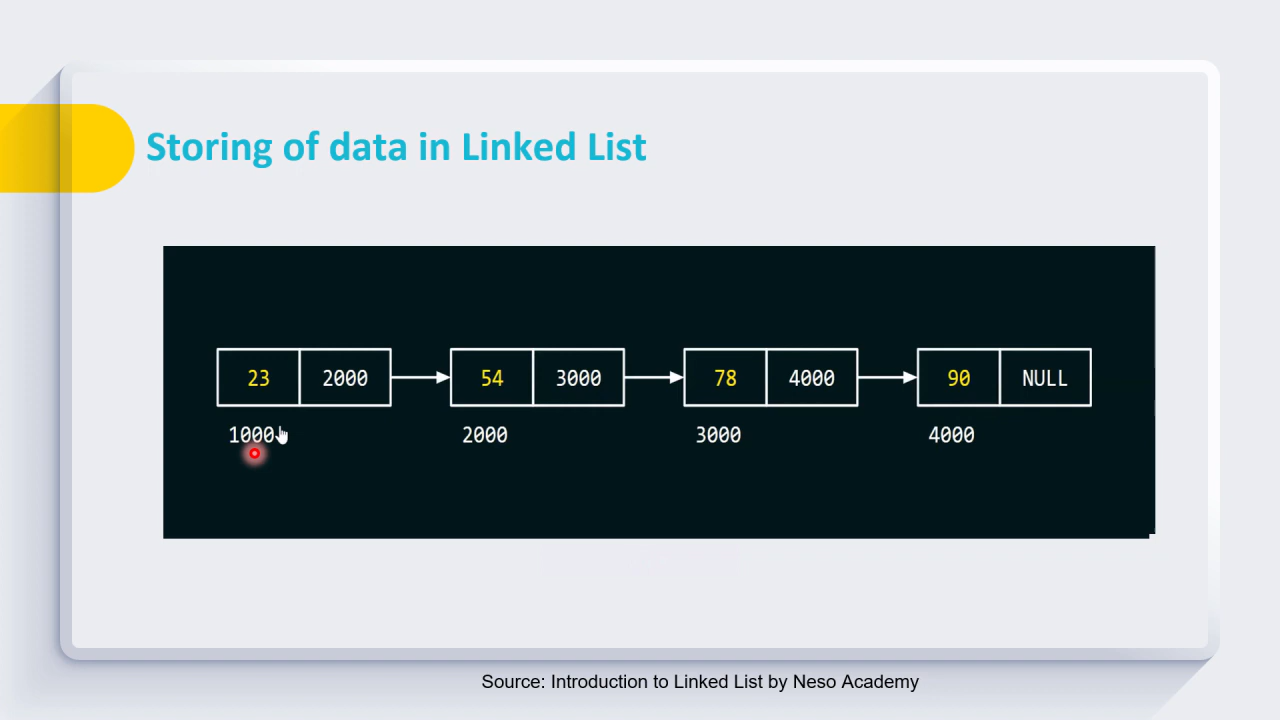 Storing of data in Linked List
23 2000 54 3000 78 4000 90 NULL
1000 2000 3000 4000
Source: Introduction to Linked List by Neso Academy